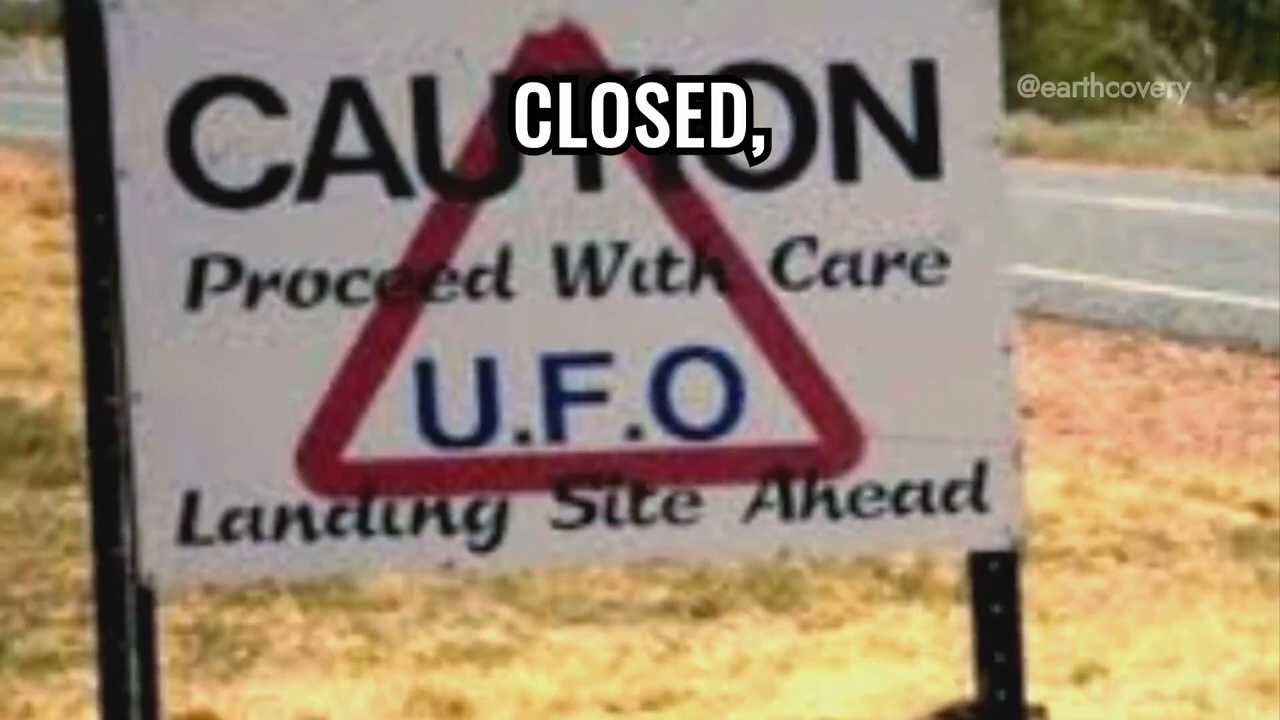 CAUTION
CLOSED,
@earthcovery
Proceed With Care
U.F.O
Landing Site Ahead